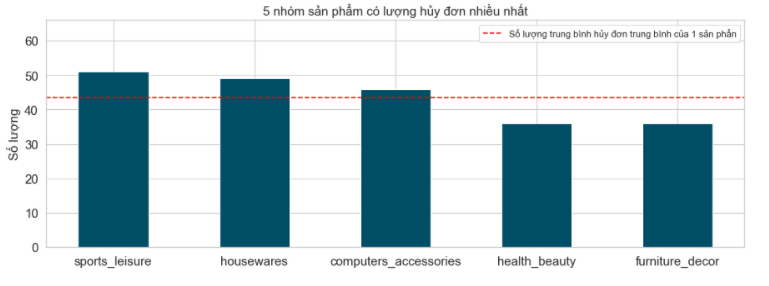 5 nhóm sản phẩm có lượng hủy đơn nhiều nhất
Số lượng trung bình hủy đơn trung bình của 1 sản phẩn
Số lượng
60
50
40
30
20
10
0
sports_leisure housewares computers_accessories health_beauty furniture_decor